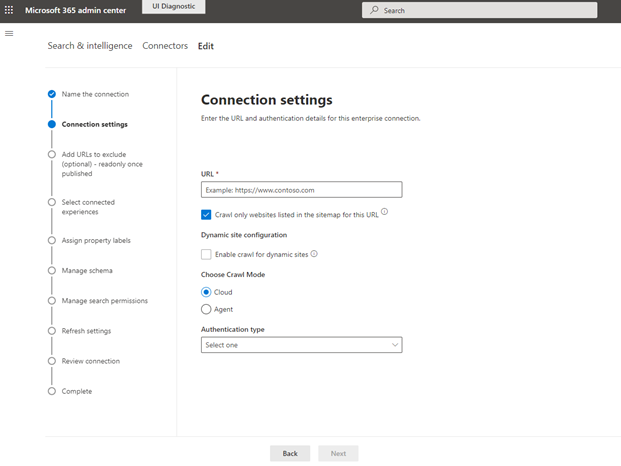 Microsoft 365 admin center
UI Diagnostic
Search
Search & intelligence Connectors Edit
Name the connection
Connection settings
Add URLs to exclude
(optional) - readonly once
published
Select connected
experiences
Assign property labels
Manage schema
Manage search permissions
Refresh settings
Review connection
Complete
Connection settings
Enter the URL and authentication details for this enterprise connection.
URL *
Example: https://www.contoso.com
Crawl only websites listed in the sitemap for this URL
Dynamic site configuration
Enable crawl for dynamic sites
Choose Crawl Mode
Cloud
Agent
Authentication type
Select one
Back
Next